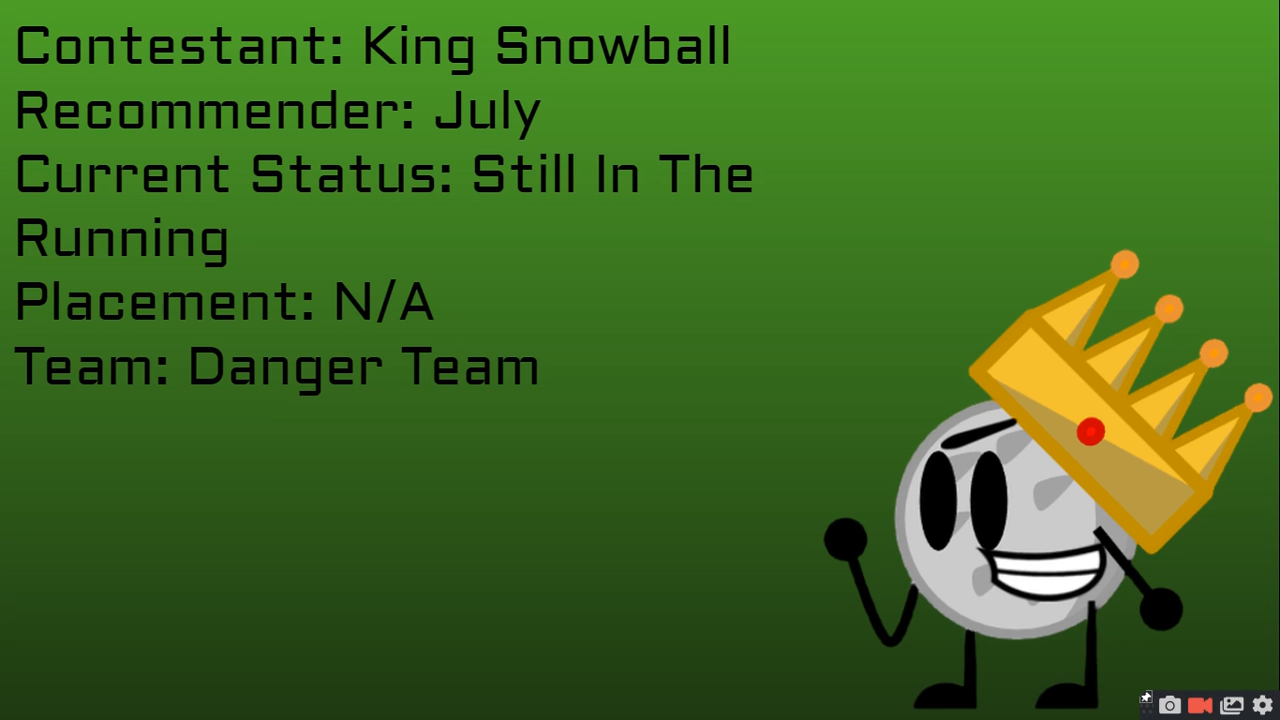 Contestant: King Snowball
Recommender: July
Current Status: Still In The
Running
Placement: N/A
Team: Danger Team